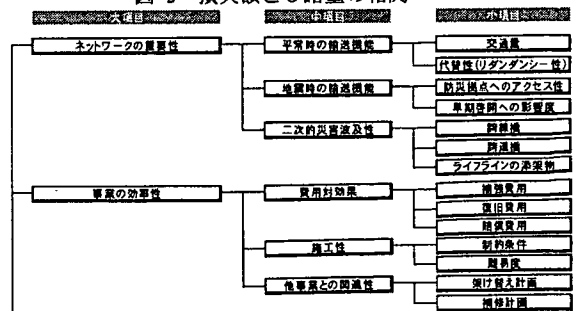 大項目 中項目 小項目
ネットワークの重要性 平常時の輸送機能 交通量
代替性(リダンダンシー性)
地震時の輸送機能 防災拠点へのアクセス性
早期啓開への影響度
二次的災害波及性 跨線橋
跨道橋
ライフラインの添架物
事業の効率性 費用対効果 補強費用
復旧費用
賠償費用
施工性 制約条件
難易度
他事業との関連性 架け替え計画
補修計画